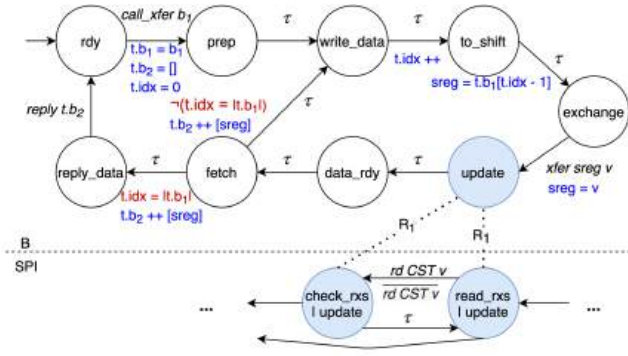 call_xfer b₁
rdy
prep
write_data
to_shift
τ
τ
τ
t.b₁ = b₁
t.b₂ = []
t.idx = 0
t.idx ++
sreg = t.b₁[t.idx - 1]
exchange
reply t.b₂
¬(t.idx = |t.b₁|)
t.b₂ ++ [sreg]
τ
reply_data
τ
fetch
τ
data_rdy
τ
update
xfer sreg v
sreg = v
t.idx = |t.b₁|
t.b₂ ++ [sreg]
R₁
R₁
B
SPI
rd CST v
rd CST v
check_rxs
| update
read_rxs
| update
τ
...
...